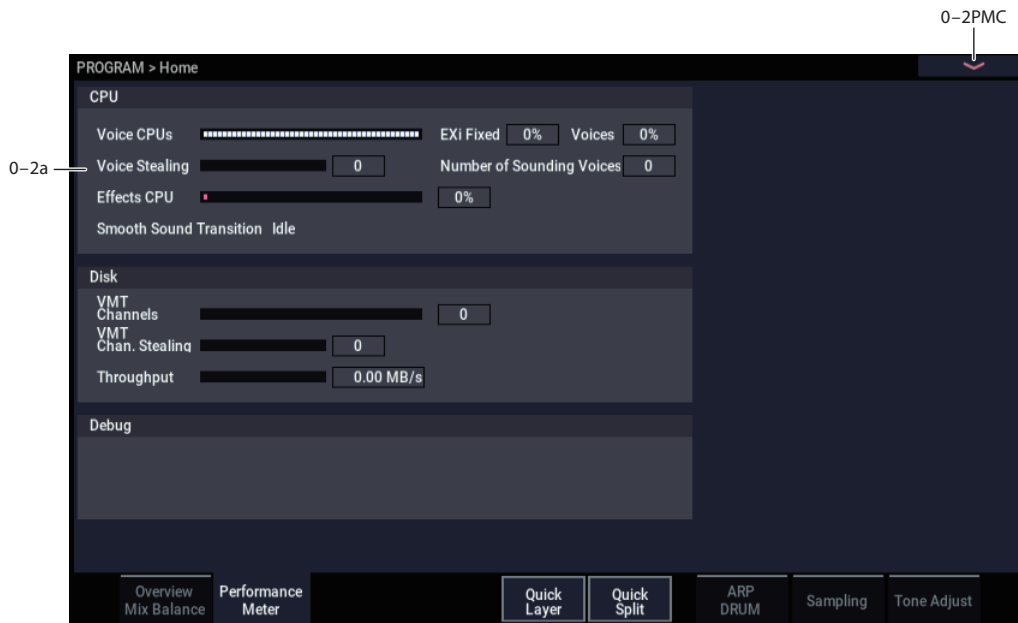 0–2PMC
PROGRAM > Home
CPU
Voice CPUs EXi Fixed 0% Voices 0%
0–2a Voice Stealing 0 Number of Sounding Voices 0
Effects CPU 0%
Smooth Sound Transition Idle
Disk
VMT
Channels 0
VMT
Chan. Stealing 0
Throughput 0.00 MB/s
Debug
Overview
Mix Balance
Performance
Meter
Quick
Layer
Quick
Split
ARP
DRUM
Sampling
Tone Adjust